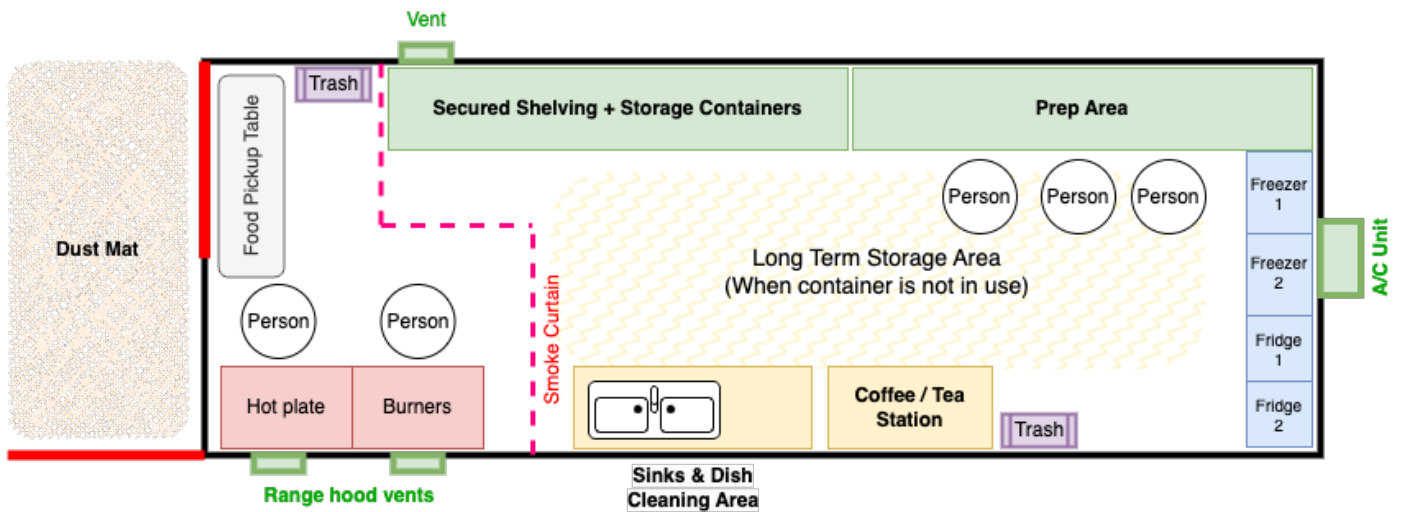 Vent
Trash
Food Pickup Table
Secured Shelving + Storage Containers
Prep Area
Dust Mat
Person
Person
Person
Freezer
1
Freezer
2
A/C Unit
Long Term Storage Area
(When container is not in use)
Smoke Curtain
Person
Person
Fridge
1
Fridge
2
Hot plate
Burners
Coffee / Tea
Station
Trash
Range hood vents
Sinks & Dish
Cleaning Area